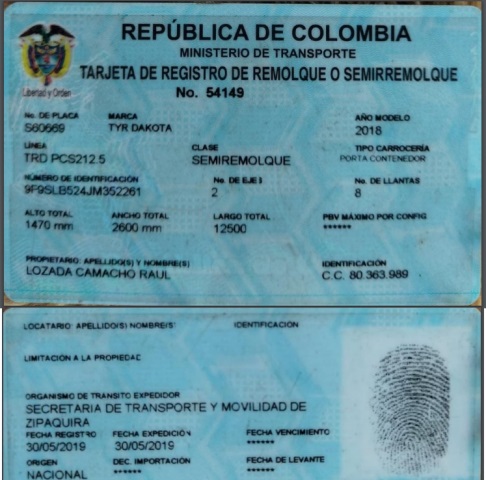 REPÚBLICA DE COLOMBIA
MINISTERIO DE TRANSPORTE
TARJETA DE REGISTRO DE REMOLQUE O SEMIRREMOLQUE
Libertad y Orden
No. 54149
No. DE PLACA MARCA AÑO MODELO
S60669 TYR DAKOTA 2018
LINEA CLASE TIPO CARROCERÍA
TRD PCS212.5 SEMIREMOLQUE PORTA CONTENEDOR
NÚMERO DE IDENTIFICACIÓN No. DE EJES No. DE LLANTAS
9F9SLB524JM352261 2 8
ALTO TOTAL ANCHO TOTAL LARGO TOTAL PBV MÁXIMO POR CONFIG
1470 mm 2600 mm 12500 ******
PROPIETARIO: APELLIDO(S) Y NOMBRE(S) IDENTIFICACIÓN
LOZADA CAMACHO RAUL C.C. 80.363.989
LOCATARIO: APELLIDO(S) NOMBRE(S) IDENTIFICACIÓN
LIMITACIÓN A LA PROPIEDAD
ORGANISMO DE TRANSITO EXPEDIDOR
SECRETARIA DE TRANSPORTE Y MOVILIDAD DE
ZIPAQUIRA
FECHA REGISTRO FECHA EXPEDICIÓN FECHA VENCIMIENTO
30/05/2019 30/05/2019 ******
ORIGEN DEC. IMPORTACIÓN FECHA DE LEVANTE
NACIONAL ****** ******